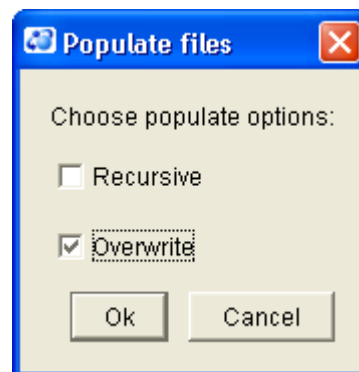 Populate files
Choose populate options:
Recursive
Overwrite
Ok Cancel